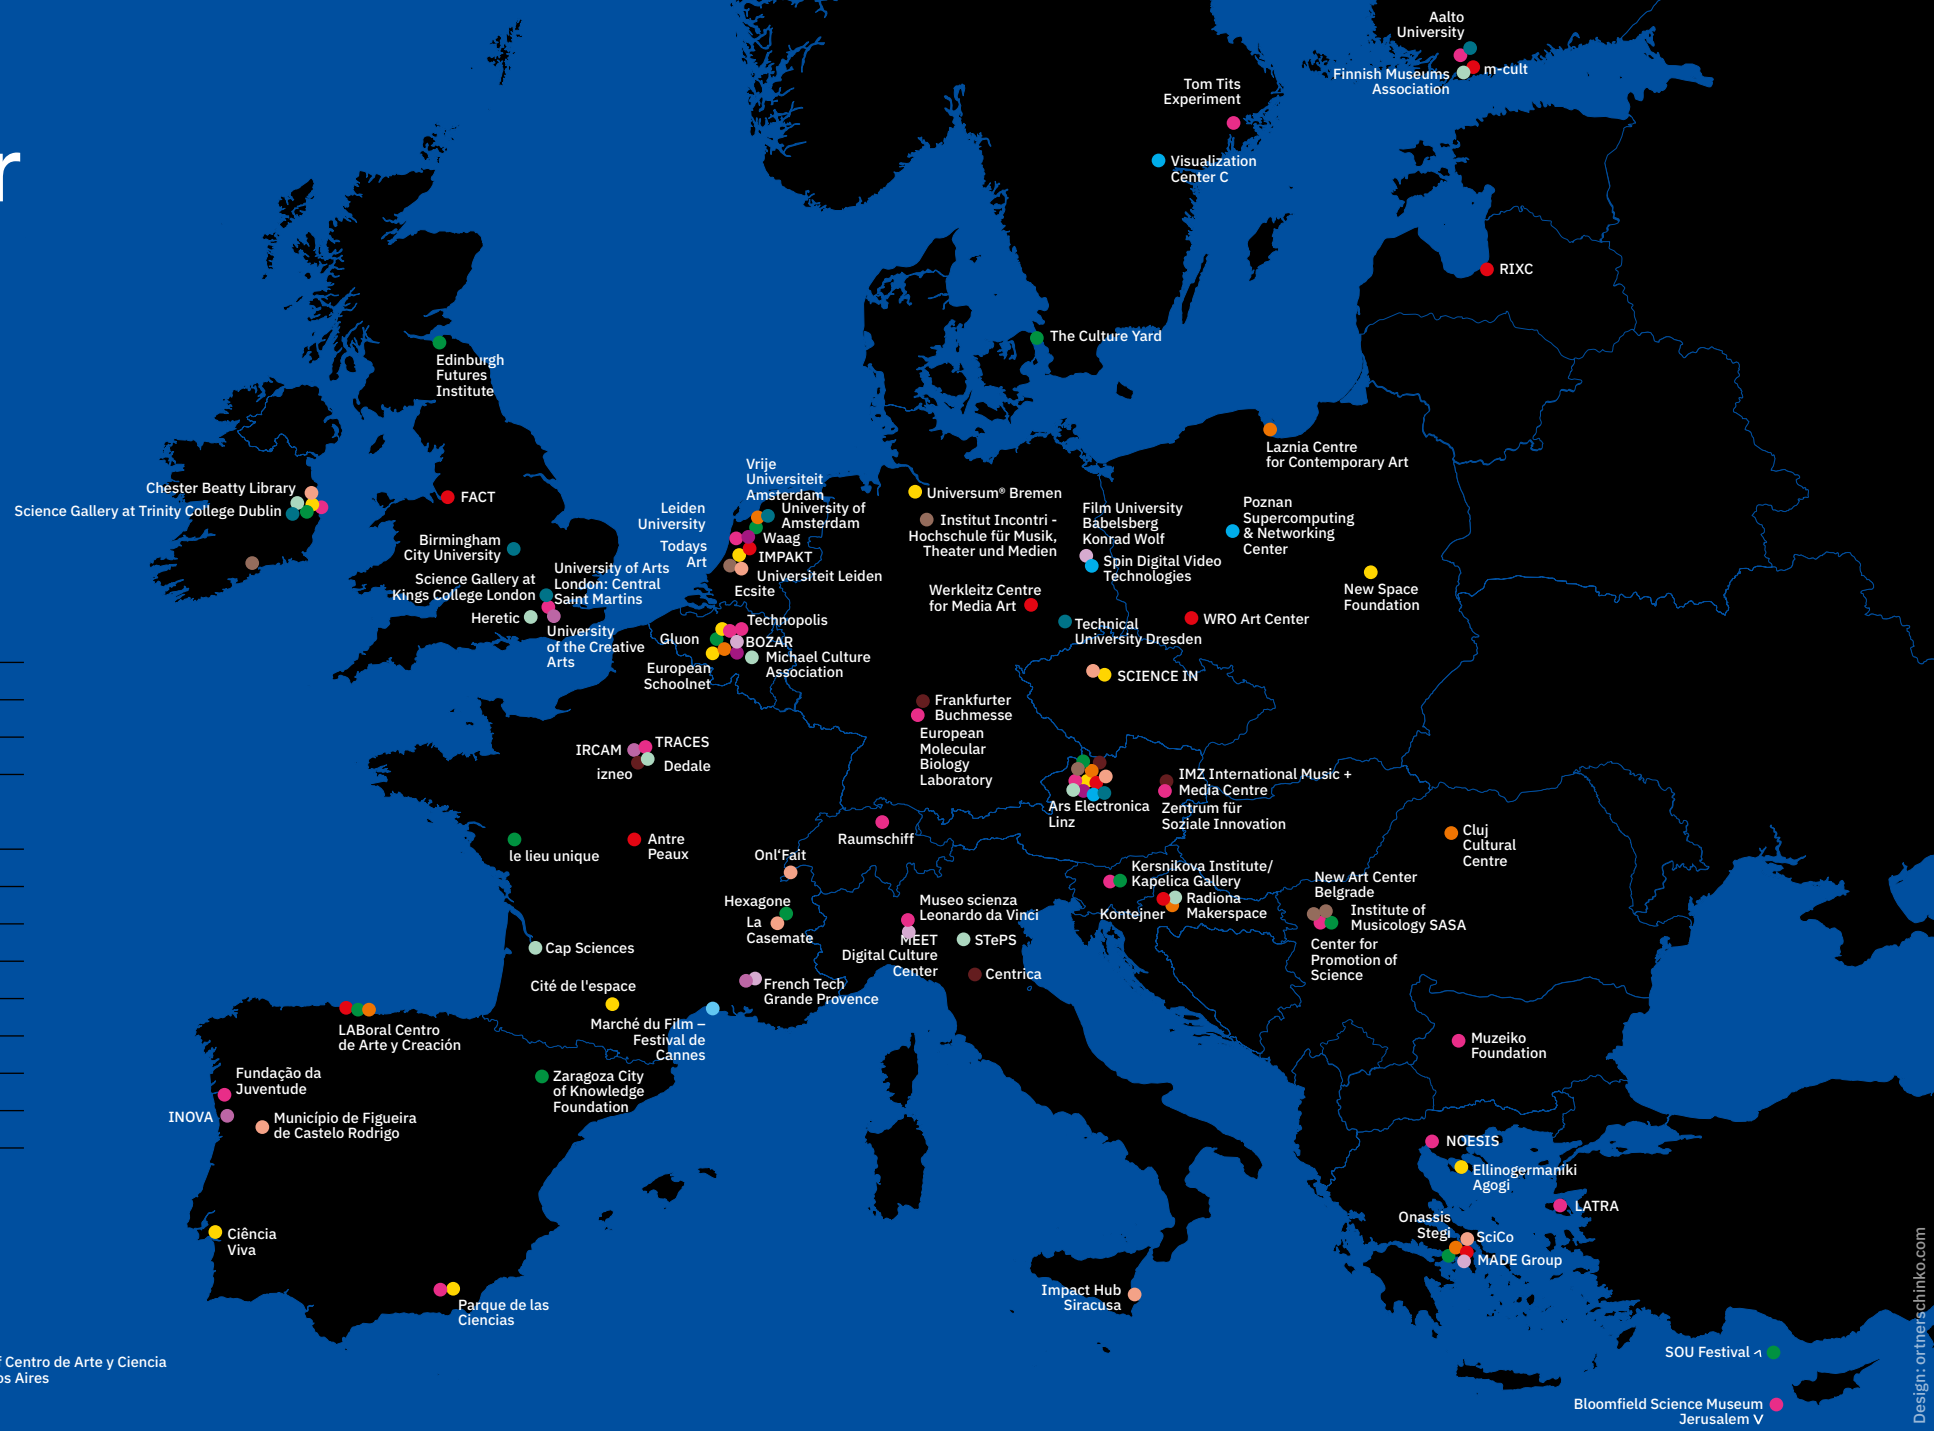 r
Aalto
University
Finnish Museums
Association
m-cult
Tom Tits
Experiment
Visualization
Center C
RIXC
The Culture Yard
Edinburgh
Futures
Institute
Laznia Centre
for Contemporary Art
Chester Beatty Library
Science Gallery at Trinity College Dublin
FACT
Birmingham
City University
Science Gallery at
Kings College London
Heretic
University of Arts
London: Central
Saint Martins
University
of the Creative
Arts
Vrije
Universiteit
Amsterdam
University of
Amsterdam
Leiden
University
Waag
Todays
Art
IMPAKT
Universiteit Leiden
Ecsite
Universum® Bremen
Institut Incontri -
Hochschule für Musik,
Theater und Medien
Film University
Babelsberg
Konrad Wolf
Spin Digital Video
Technologies
Poznan
Supercomputing
& Networking
Center
New Space
Foundation
Werkleitz Centre
for Media Art
WRO Art Center
Technical
University Dresden
Technopolis
Gluon
BOZAR
Michael Culture
Association
European
Schoolnet
SCIENCE IN
Frankfurter
Buchmesse
European
Molecular
Biology
Laboratory
IRCAM
TRACES
izneo
Dedale
IMZ International Music +
Media Centre
Zentrum für
Soziale Innovation
Ars Electronica
Linz
Raumschiff
le lieu unique
Antre
Peaux
Onl‘Fait
Cluj
Cultural
Centre
Kersnikova Institute/
Kapelica Gallery
Radiona
Makerspace
Kontejner
New Art Center
Belgrade
Institute of
Musicology SASA
Center for
Promotion of
Science
Hexagone
La
Casemate
Museo scienza
Leonardo da Vinci
MEET
Digital Culture
Center
STePS
Centrica
Cap Sciences
Cité de l'espace
French Tech
Grande Provence
Marché du Film –
Festival de
Cannes
LABoral Centro
de Arte y Creación
Zaragoza City
of Knowledge
Foundation
Muzeiko
Foundation
Fundação da
Juventude
INOVA
Município de Figueira
de Castelo Rodrigo
NOESIS
Ellinogermaniki
Agogi
LATRA
Onassis
Stegi
SciCo
MADE Group
Ciência
Viva
Parque de las
Ciencias
Impact Hub
Siracusa
SOU Festival
Bloomfield Science Museum
Jerusalem V
f Centro de Arte y Ciencia
os Aires
Design: ortnerschinko.com